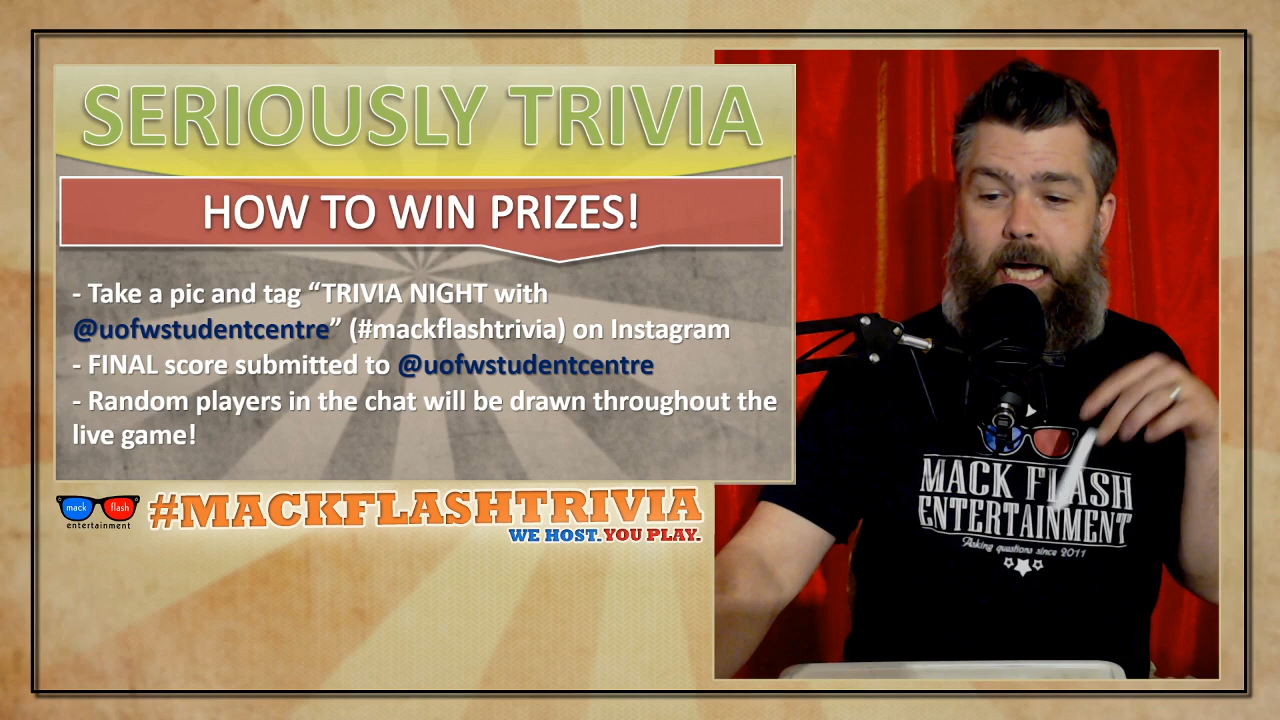 SERIOUSLY TRIVIA
HOW TO WIN PRIZES!
- Take a pic and tag “TRIVIA NIGHT with
@uofwstudentcentre” (#mackflashtrivia) on Instagram
- FINAL score submitted to @uofwstudentcentre
- Random players in the chat will be drawn throughout the
live game!
mack flash
entertainment
#MACKFLASHTRIVIA
WE HOST.YOU PLAY.
MACK FLASH
ENTERTAINMENT
Asking questions since 2011